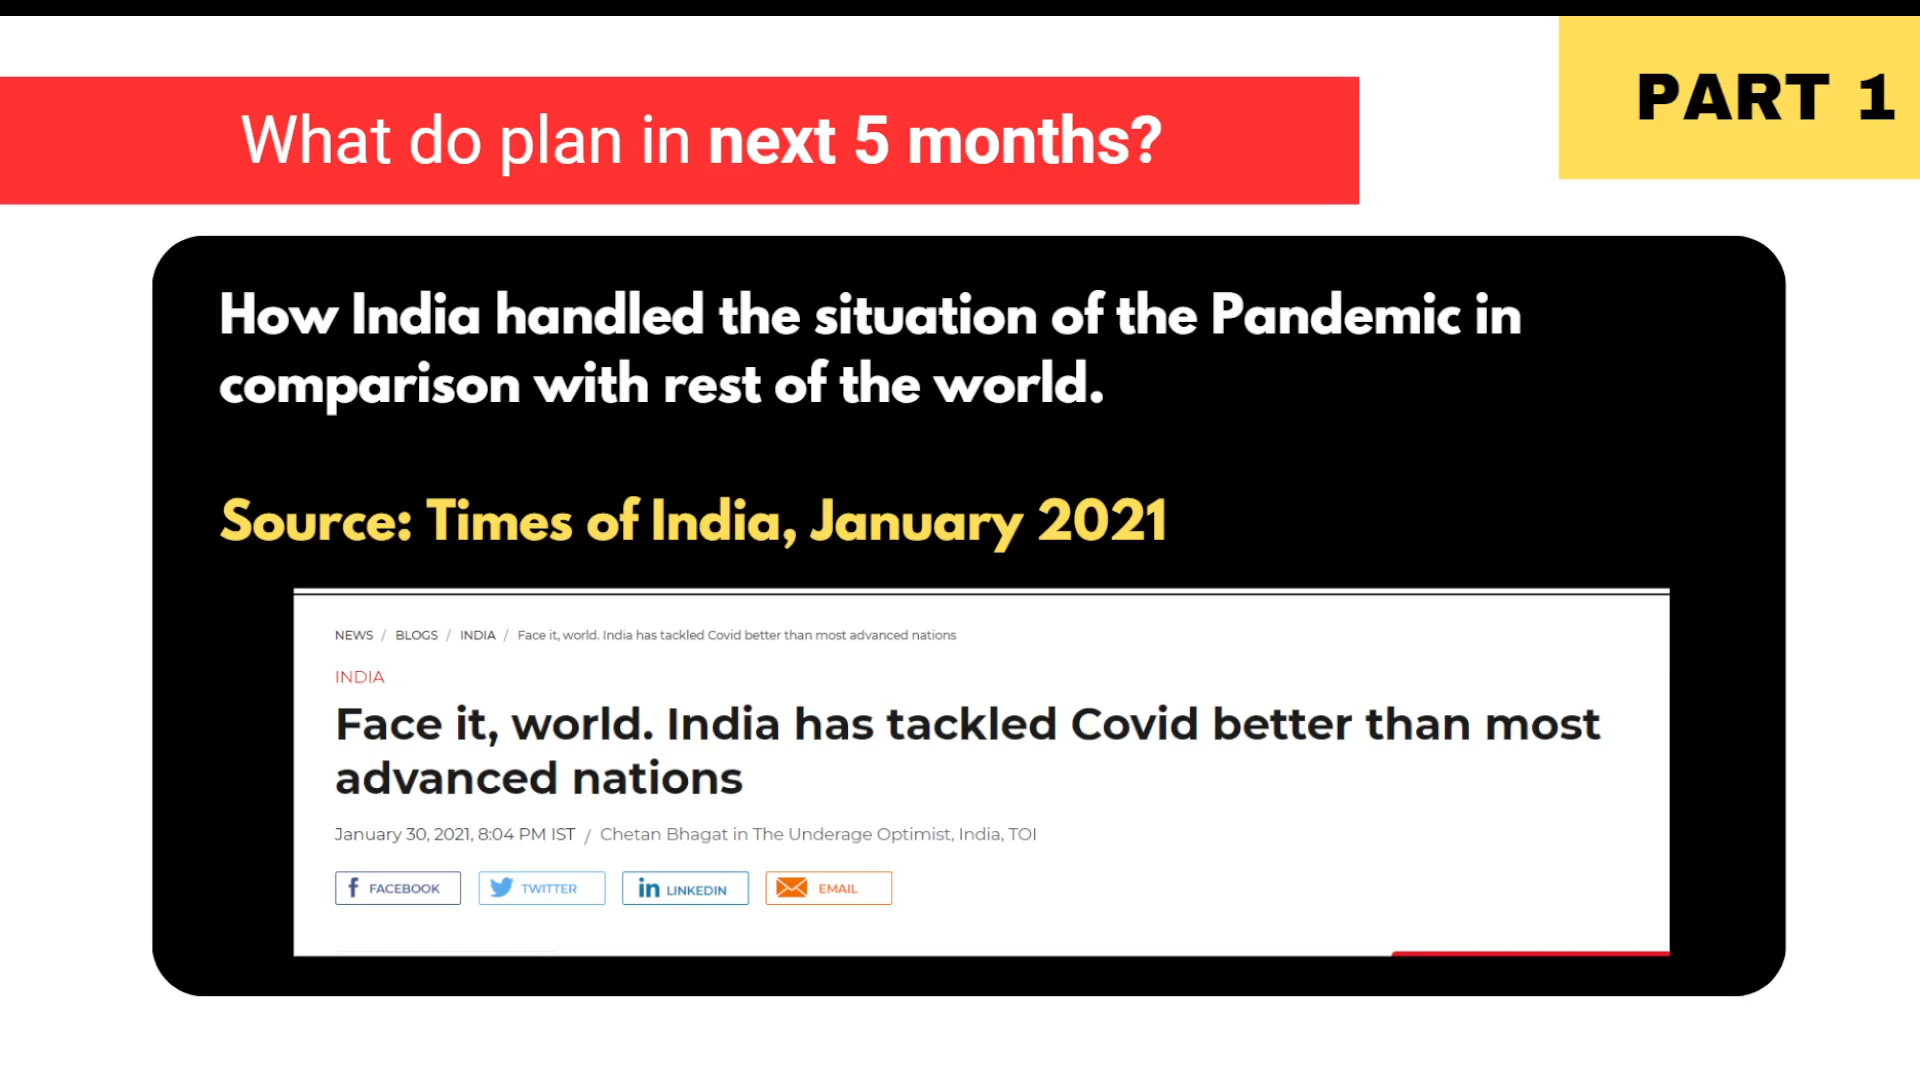 PART 1
What do plan in next 5 months?
How India handled the situation of the Pandemic in
comparison with rest of the world.
Source: Times of India, January 2021
NEWS / BLOGS / INDIA / Face it, world. India has tackled Covid better than most advanced nations
INDIA
Face it, world. India has tackled Covid better than most
advanced nations
January 30, 2021, 8:04 PM IST / Chetan Bhagat in The Underage Optimist, India, TOI
FACEBOOK TWITTER LINKEDIN EMAIL